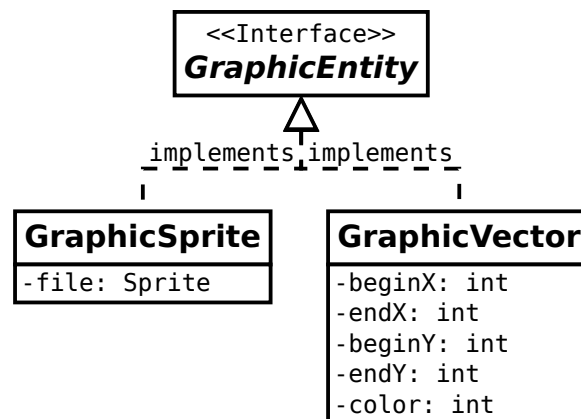 <<Interface>>
GraphicEntity
implements implements
GraphicSprite
-file: Sprite
GraphicVector
-beginX: int
-endX: int
-beginY: int
-endY: int
-color: int